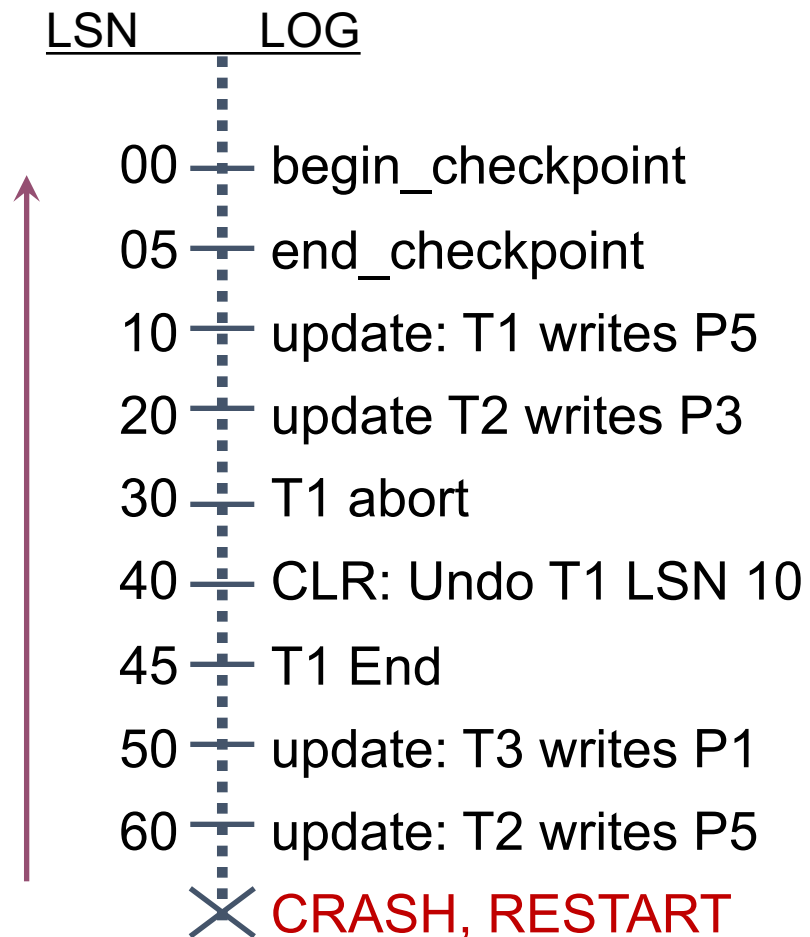 LSN LOG
00 begin_checkpoint
05 end_checkpoint
10 update: T1 writes P5
20 update T2 writes P3
30 T1 abort
40 CLR: Undo T1 LSN 10
45 T1 End
50 update: T3 writes P1
60 update: T2 writes P5
CRASH, RESTART